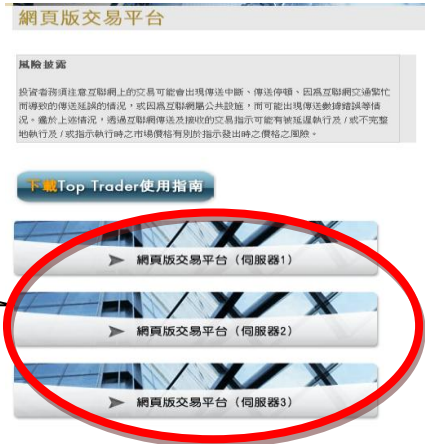 網頁版交易平台
風險披露
投資者務須注意互聯網上的交易可能會出現傳送中斷、傳送停頓、因為互聯網交通繁忙
而導致的傳送延誤的情況，或因爲互聯網屬公共設施，而可能出現傳送數據錯誤等情
況。鑑於上述情況，透過互聯網傳送及接收的交易指示可能有被延遲執行及 / 或不完整
地執行及 / 或指示執行時之市場價格有別於指示發出時之價格之風險。
下載Top Trader使用指南
網頁版交易平台（伺服器1）
網頁版交易平台（伺服器2）
網頁版交易平台（伺服器3）